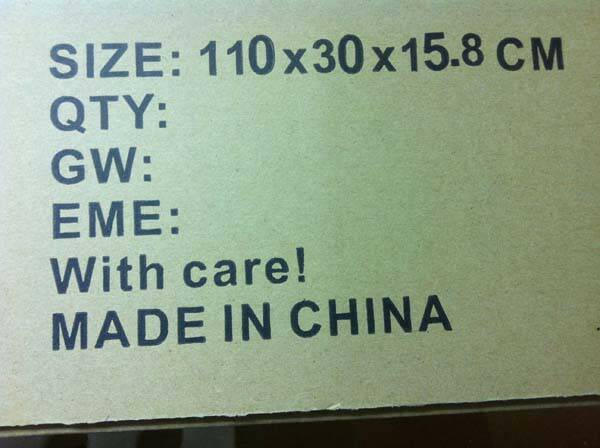 SIZE: 110x30x15.8 CM
QTY:
GW:
EME:
With care!
MADE IN CHINA